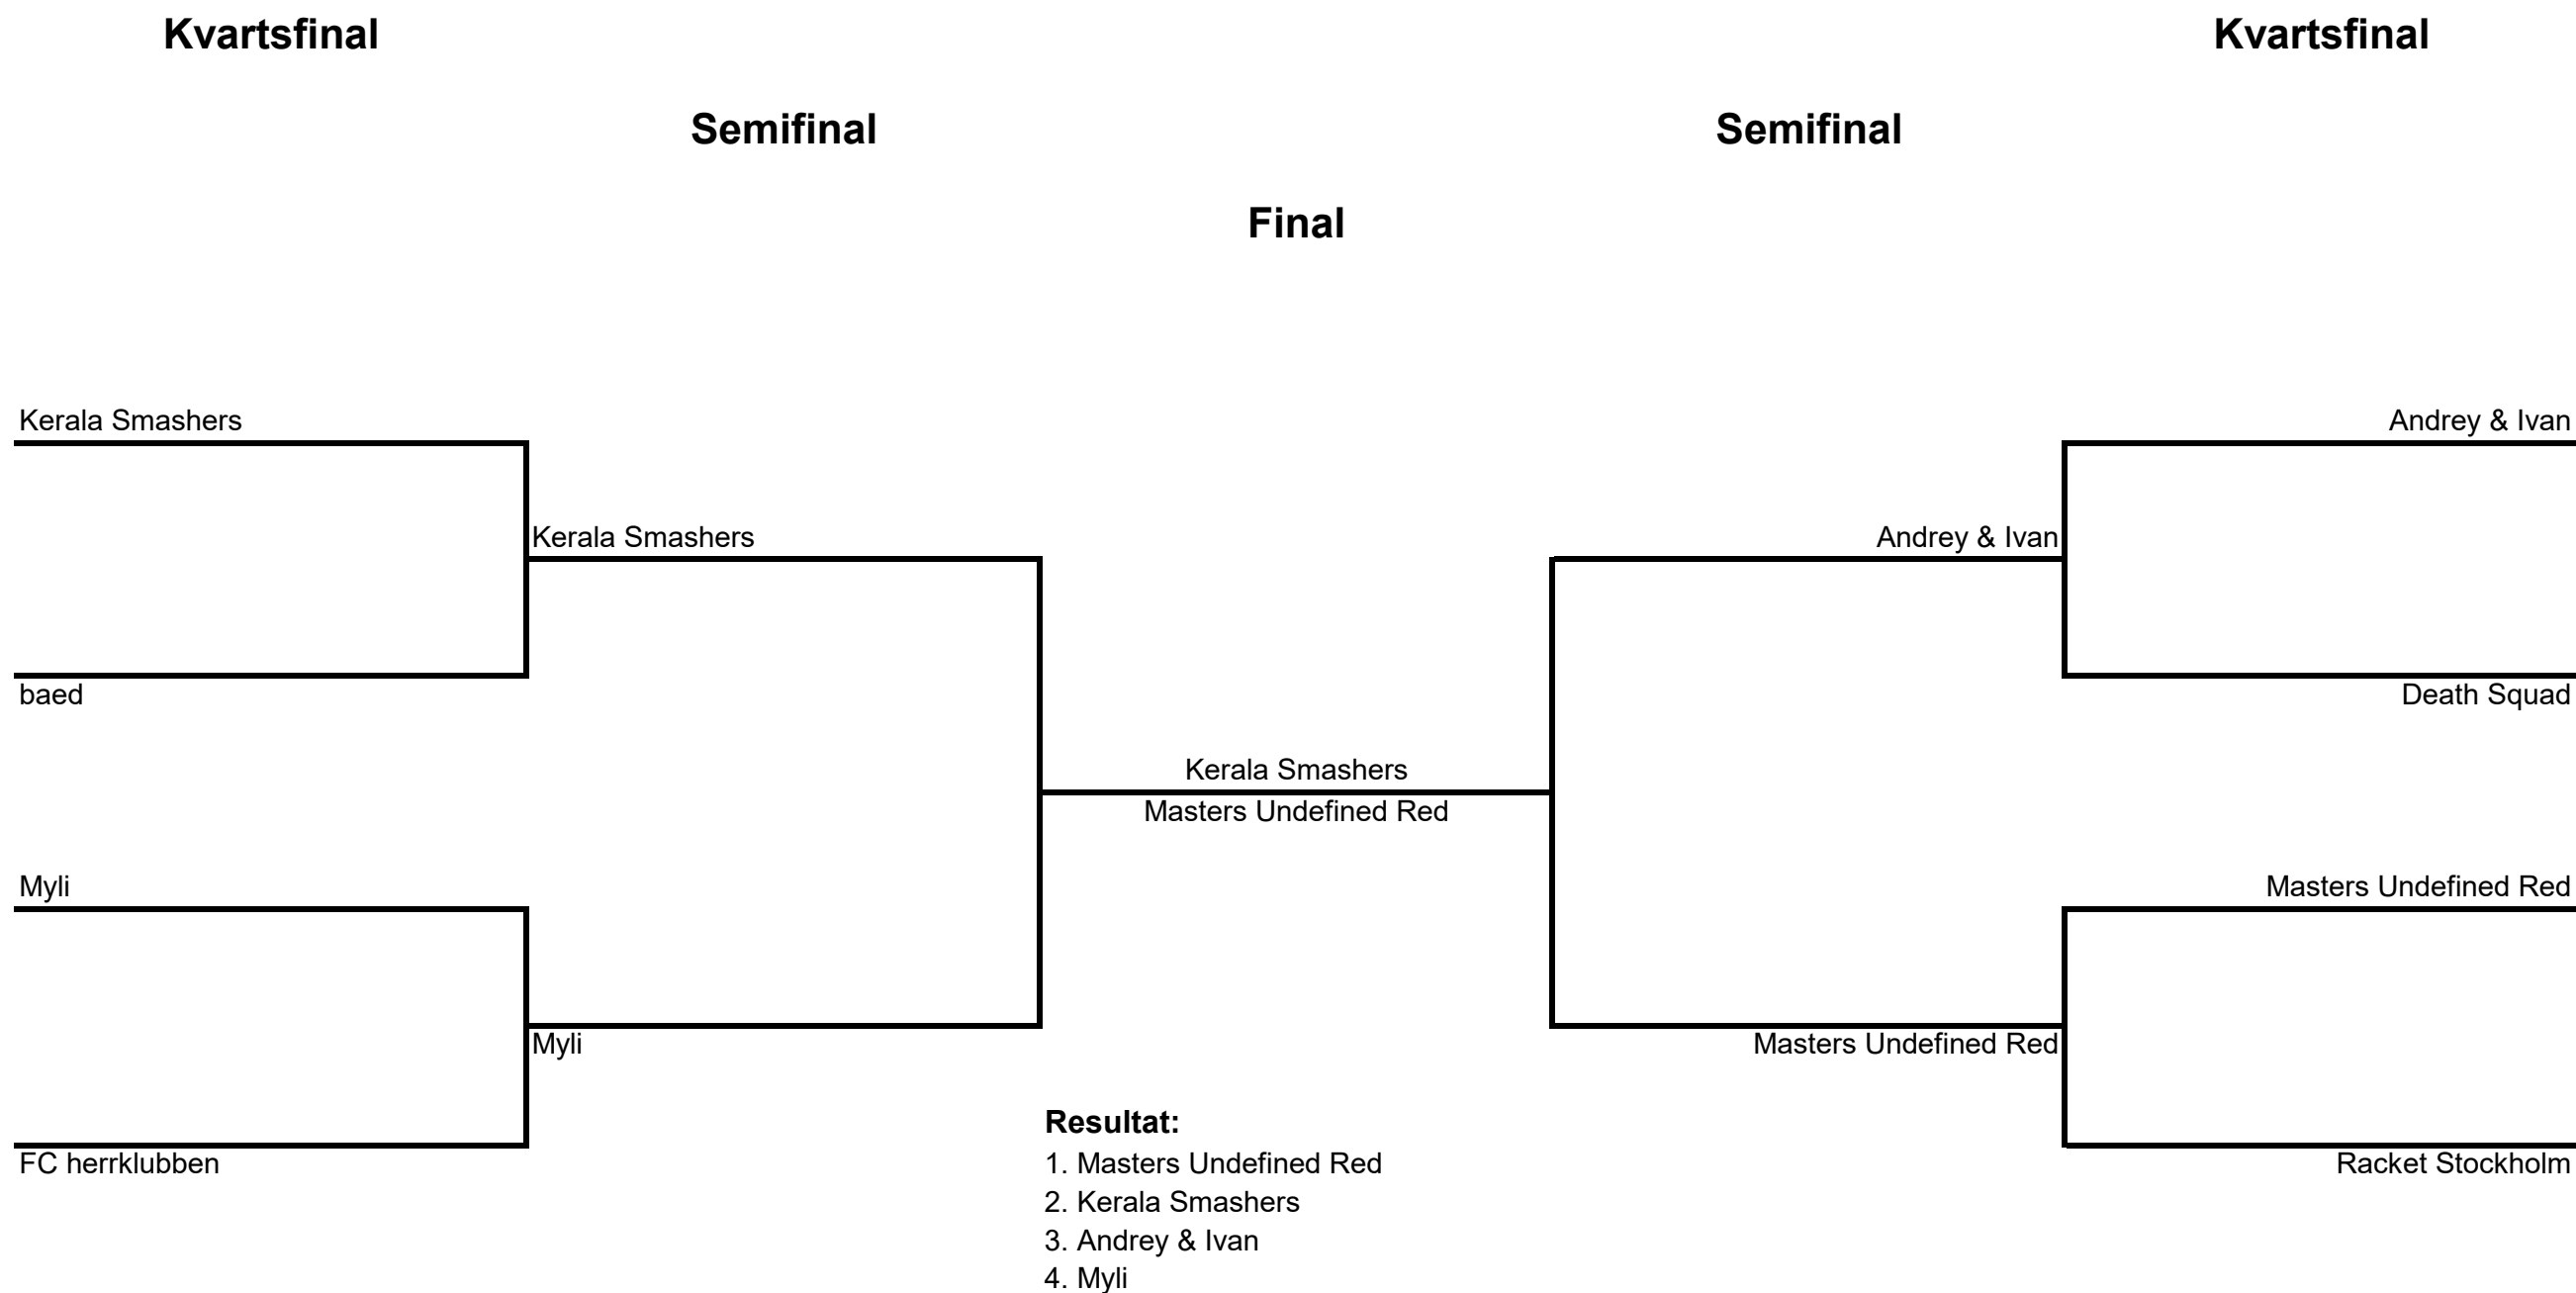 Kvartsfinal
Kvartsfinal
Semifinal
Semifinal
Final
Kerala Smashers
Andrey & Ivan
Kerala Smashers
Andrey & Ivan
baed
Death Squad
Kerala Smashers
Masters Undefined Red
Myli
Masters Undefined Red
Myli
Masters Undefined Red
FC herrklubben
Racket Stockholm
Resultat:
1. Masters Undefined Red
2. Kerala Smashers
3. Andrey & Ivan
4. Myli